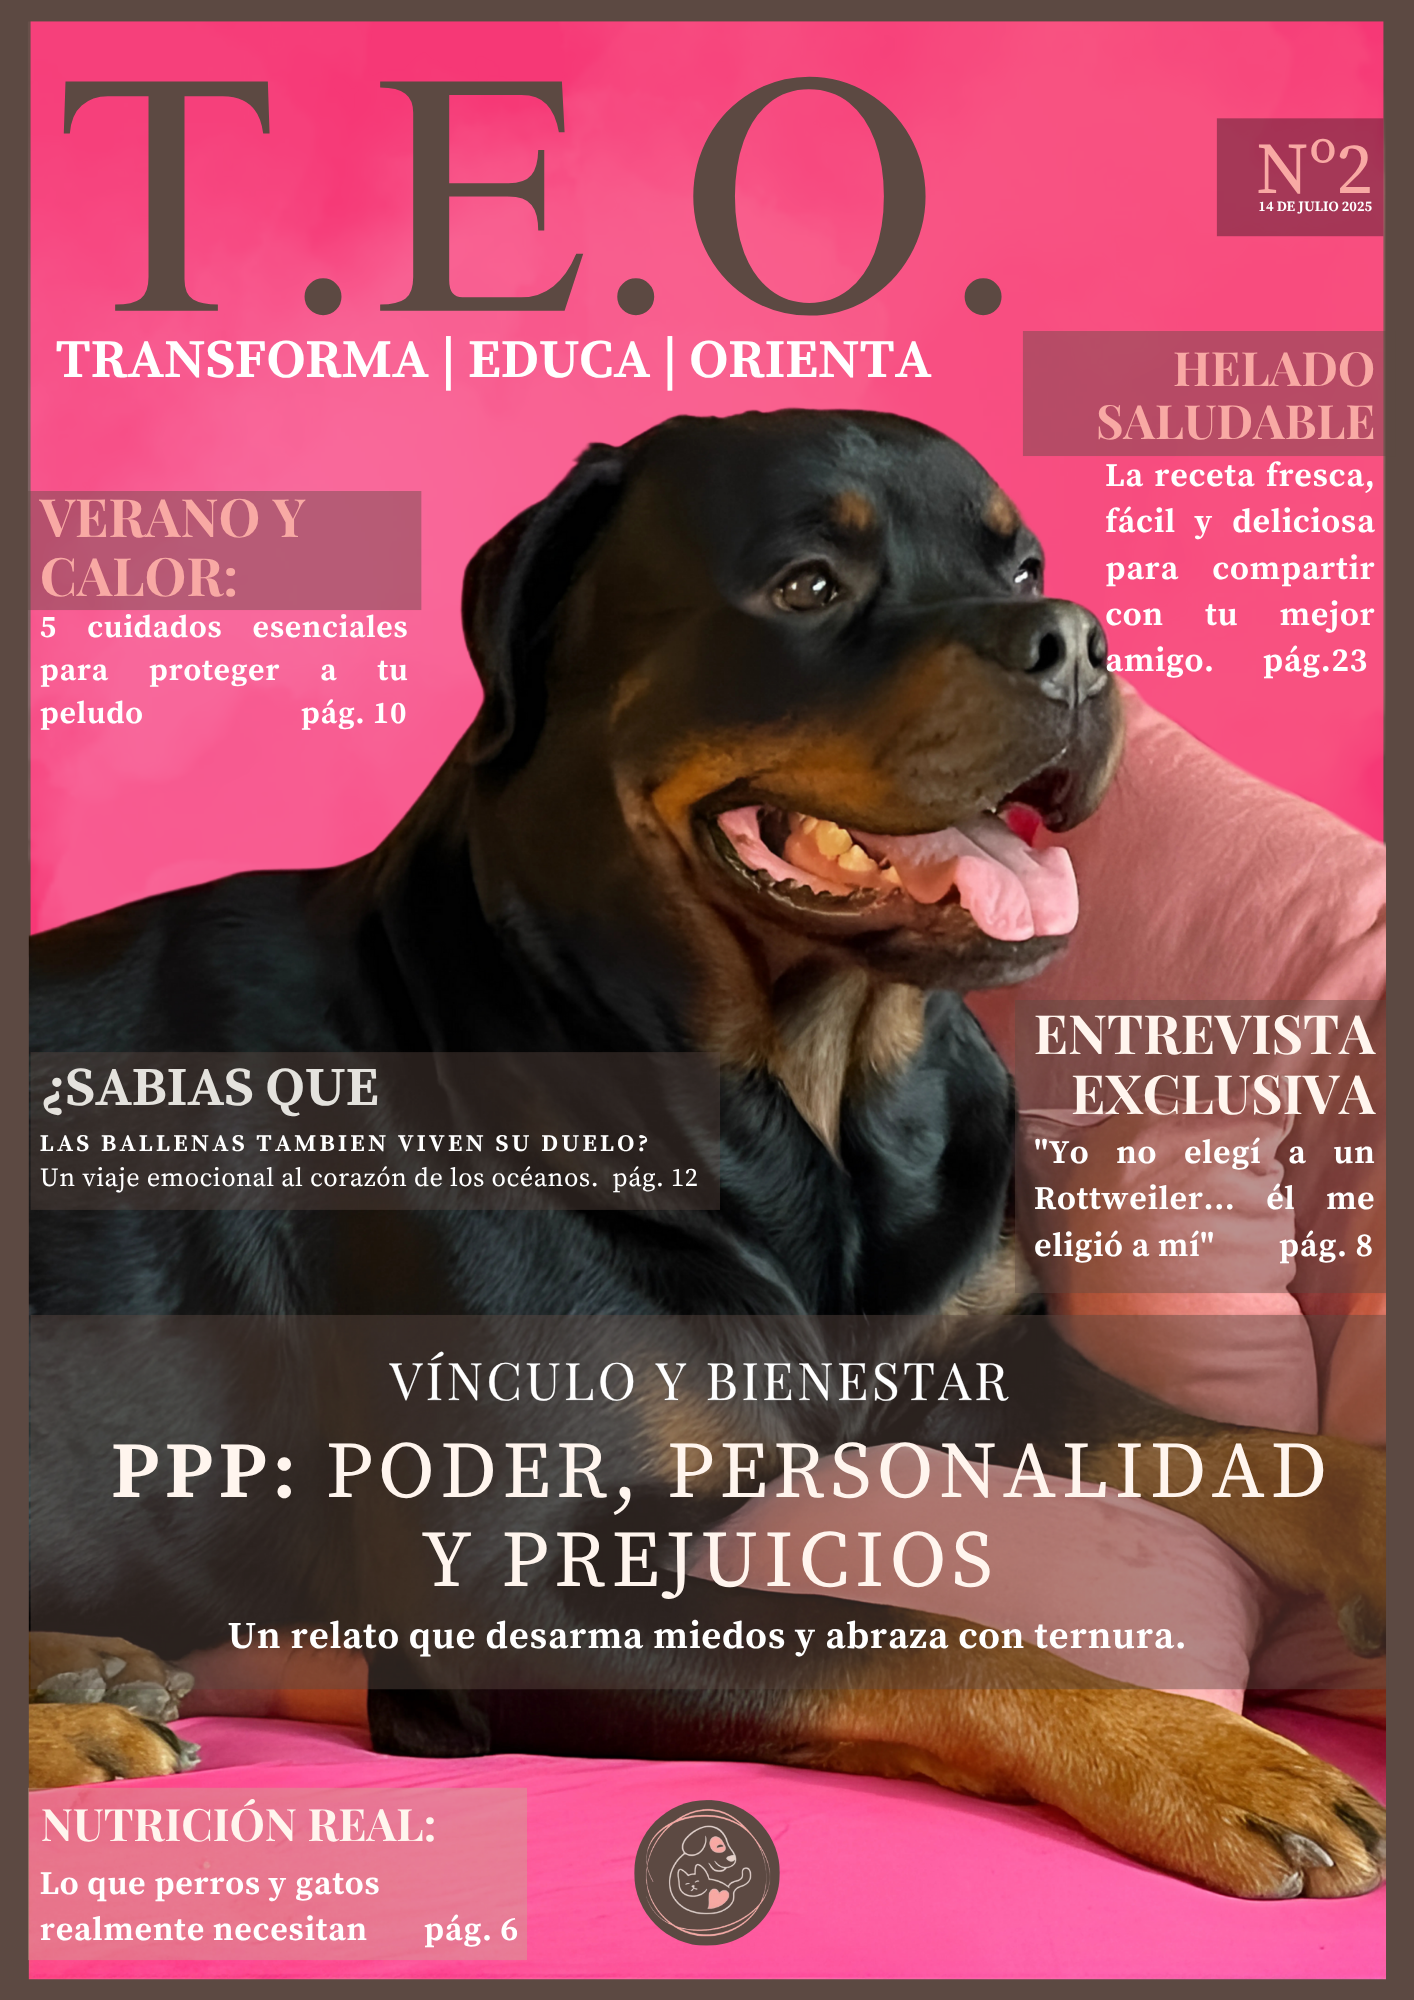 T.E.O.
TRANSFORMA | EDUCA | ORIENTA
Nº2
14 DE JULIO 2025
HELADO
SALUDABLE
La receta fresca,
fácil y deliciosa
para compartir
con tu mejor
amigo. pág.23
VERANO Y
CALOR:
5 cuidados esenciales
para proteger a tu
peludo pág. 10
¿SABIAS QUE
LAS BALLENAS TAMBIEN VIVEN SU DUELO?
Un viaje emocional al corazón de los océanos. pág. 12
ENTREVISTA
EXCLUSIVA
"Yo no elegí a un
Rottweiler... él me
eligió a mí" pág. 8
VÍNCULO Y BIENESTAR
PPP: PODER, PERSONALIDAD
Y PREJUICIOS
Un relato que desarma miedos y abraza con ternura.
NUTRICIÓN REAL:
Lo que perros y gatos
realmente necesitan pág. 6